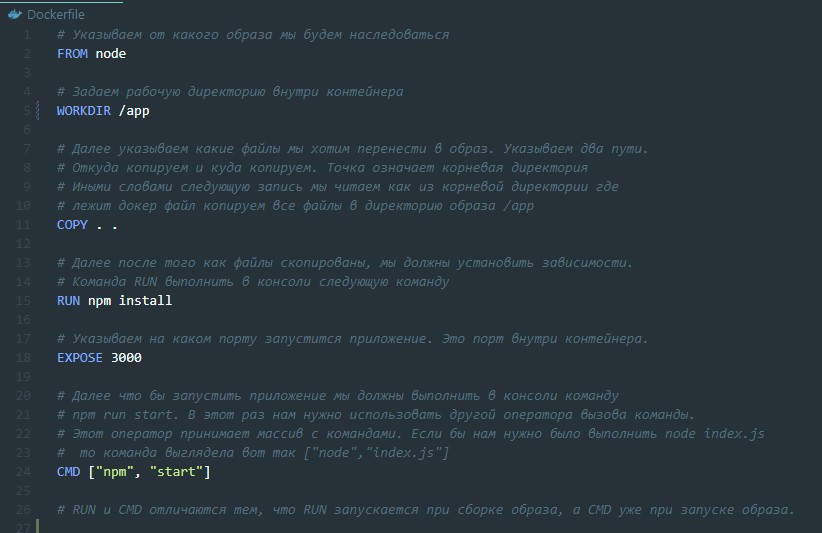 Dockerfile
1 # Указываем от какого образа мы будем наследоваться
2 FROM node
3
4 # Задаем рабочую директорию внутри контейнера
5 WORKDIR /app
6
7 # Далее указываем какие файлы мы хотим перенести в образ. Указываем два пути.
8 # Откуда копируем и куда копируем. Точка означает корневая директория
9 # Иными словами следующую запись мы читаем как из корневой директории где
10 # лежит докер файл копируем все файлы в директорию образа /app
11 COPY . .
12
13 # Далее после того как файлы скопированы, мы должны установить зависимости.
14 # Команда RUN выполнить в консоли следующую команду
15 RUN npm install
16
17 # Указываем на каком порту запустится приложение. Это порт внутри контейнера.
18 EXPOSE 3000
19
20 # Далее что бы запустить приложение мы должны выполнить в консоли команду
21 # npm run start. В этот раз нам нужно использовать другой оператора вызова команды.
22 # Этот оператор принимает массив с командами. Если бы нам нужно было выполнить node index.js
23 #  то команда выглядела вот так ["node","index.js"]
24 CMD ["npm", "start"]
25
26 # RUN и CMD отличаются тем, что RUN запускается при сборке образа, а CMD уже при запуске образа.
27